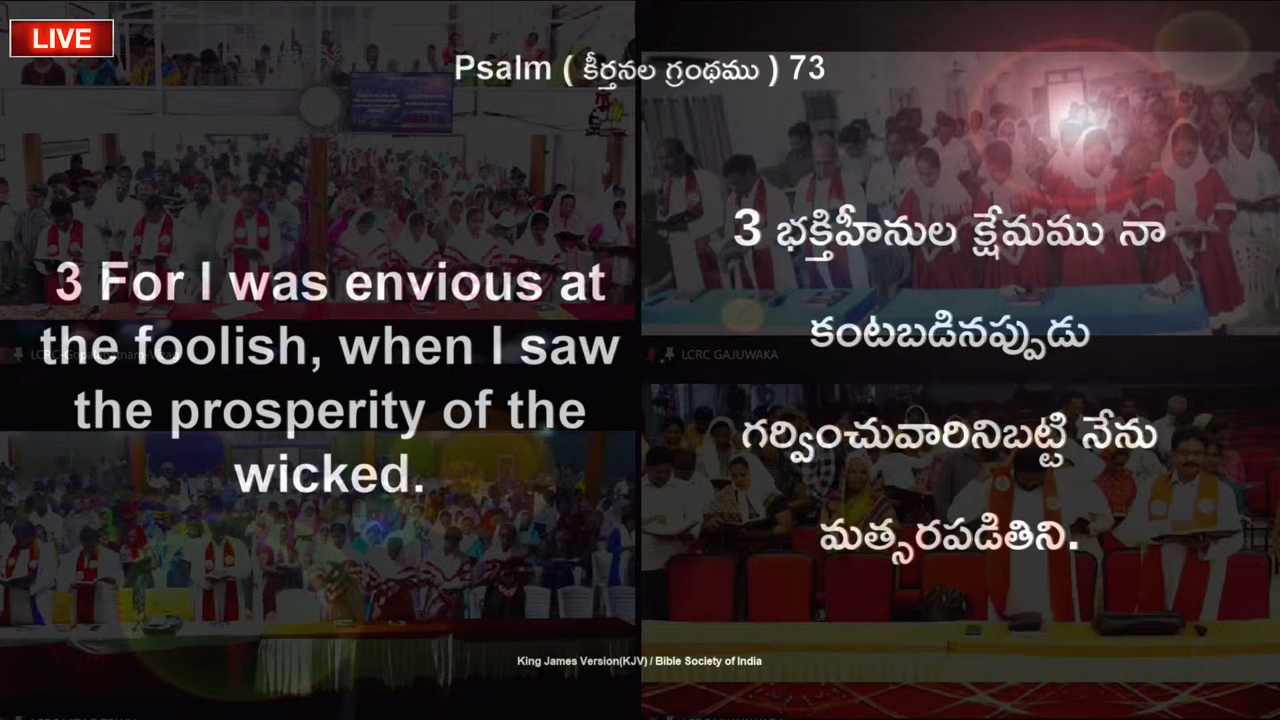 LIVE
Psalm ( కీర్తనల గ్రంథము ) 73
3 For I was envious at
the foolish, when I saw
the prosperity of the
wicked.
3 భక్తిహీనుల క్షేమము నా
కంటబడినప్పుడు
గర్వించువారినిబట్టి నేను
మత్సరపడితిని.
LCRC GAJUWAKA
King James Version(KJV) / Bible Society of India